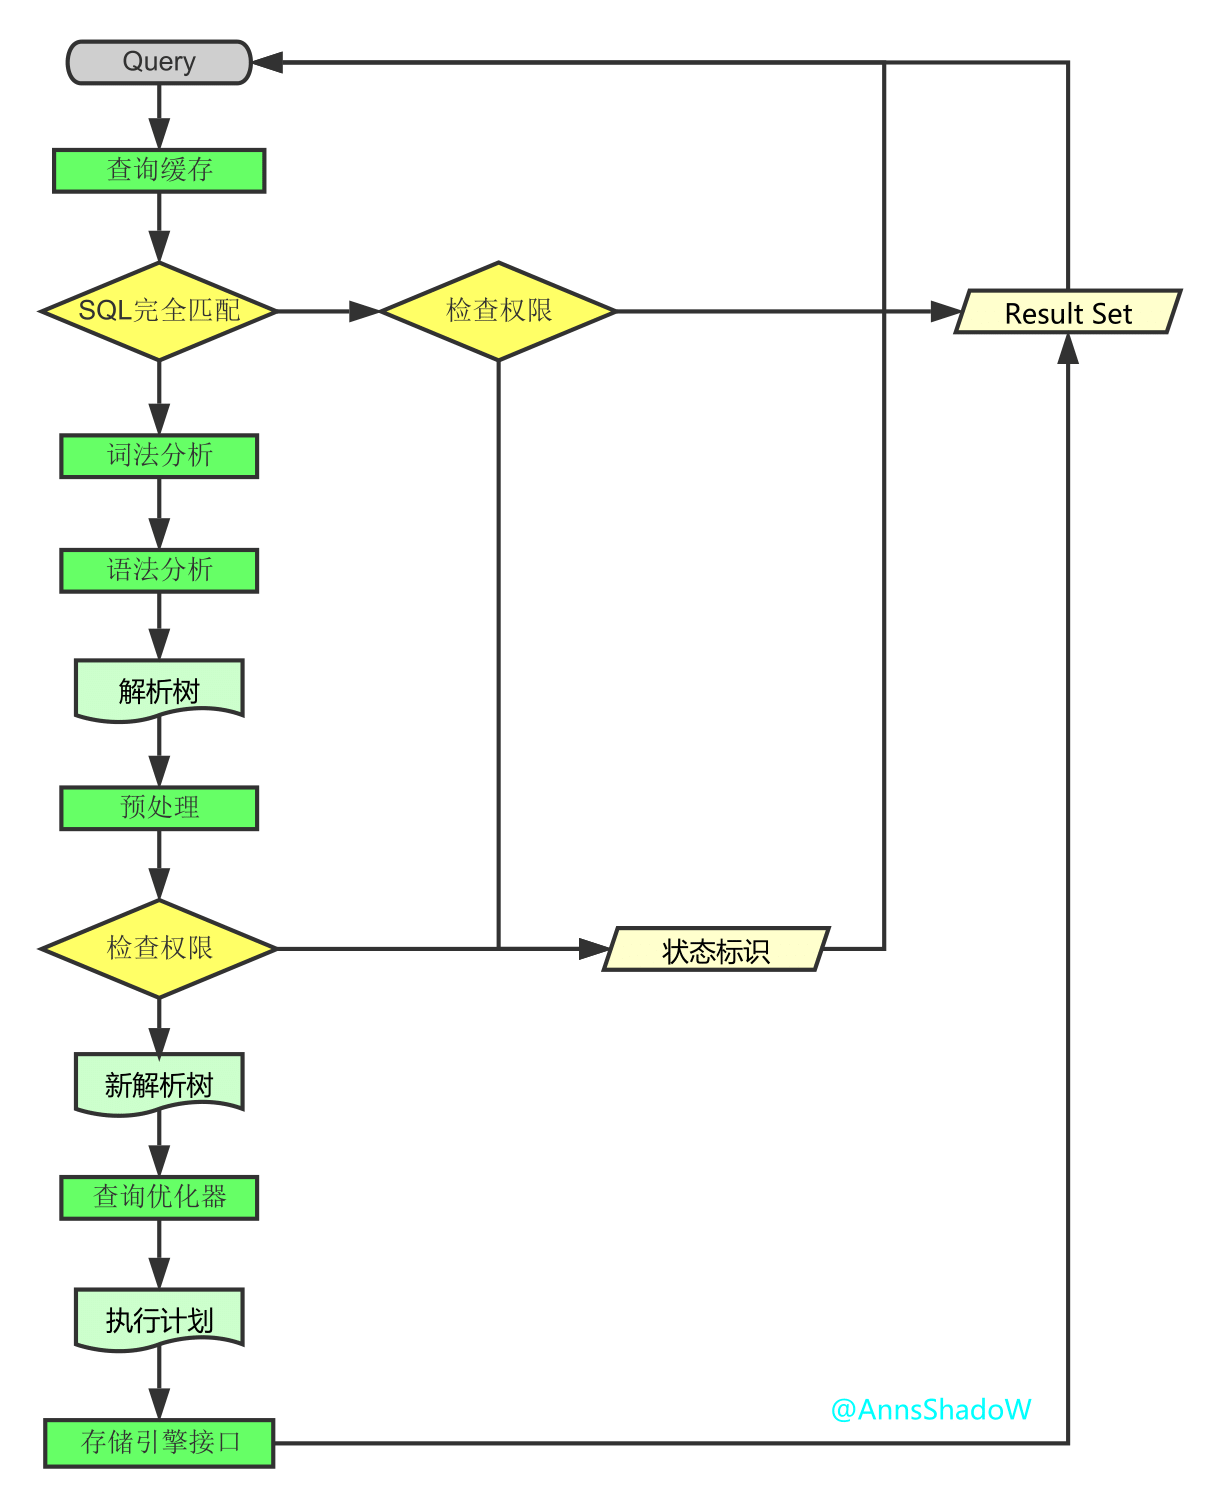 Query
查询缓存
SQL完全匹配
检查权限
Result Set
词法分析
语法分析
解析树
预处理
检查权限
状态标识
新解析树
查询优化器
执行计划
@AnnsShadoW
存储引擎接口